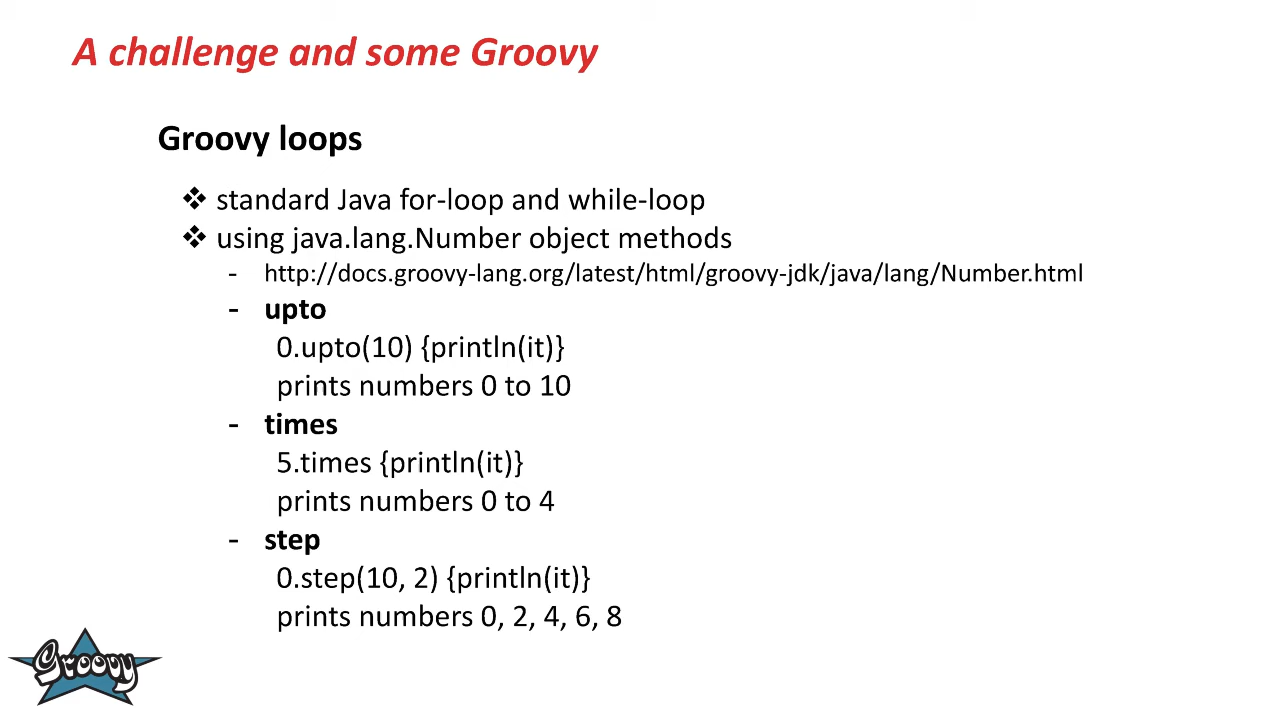 A challenge and some Groovy
Groovy loops
❖ standard Java for-loop and while-loop
❖ using java.lang.Number object methods
- http://docs.groovy-lang.org/latest/html/groovy-jdk/java/lang/Number.html
- upto
0.upto(10) {println(it)}
prints numbers 0 to 10
- times
5.times {println(it)}
prints numbers 0 to 4
- step
0.step(10, 2) {println(it)}
prints numbers 0, 2, 4, 6, 8
Groovy